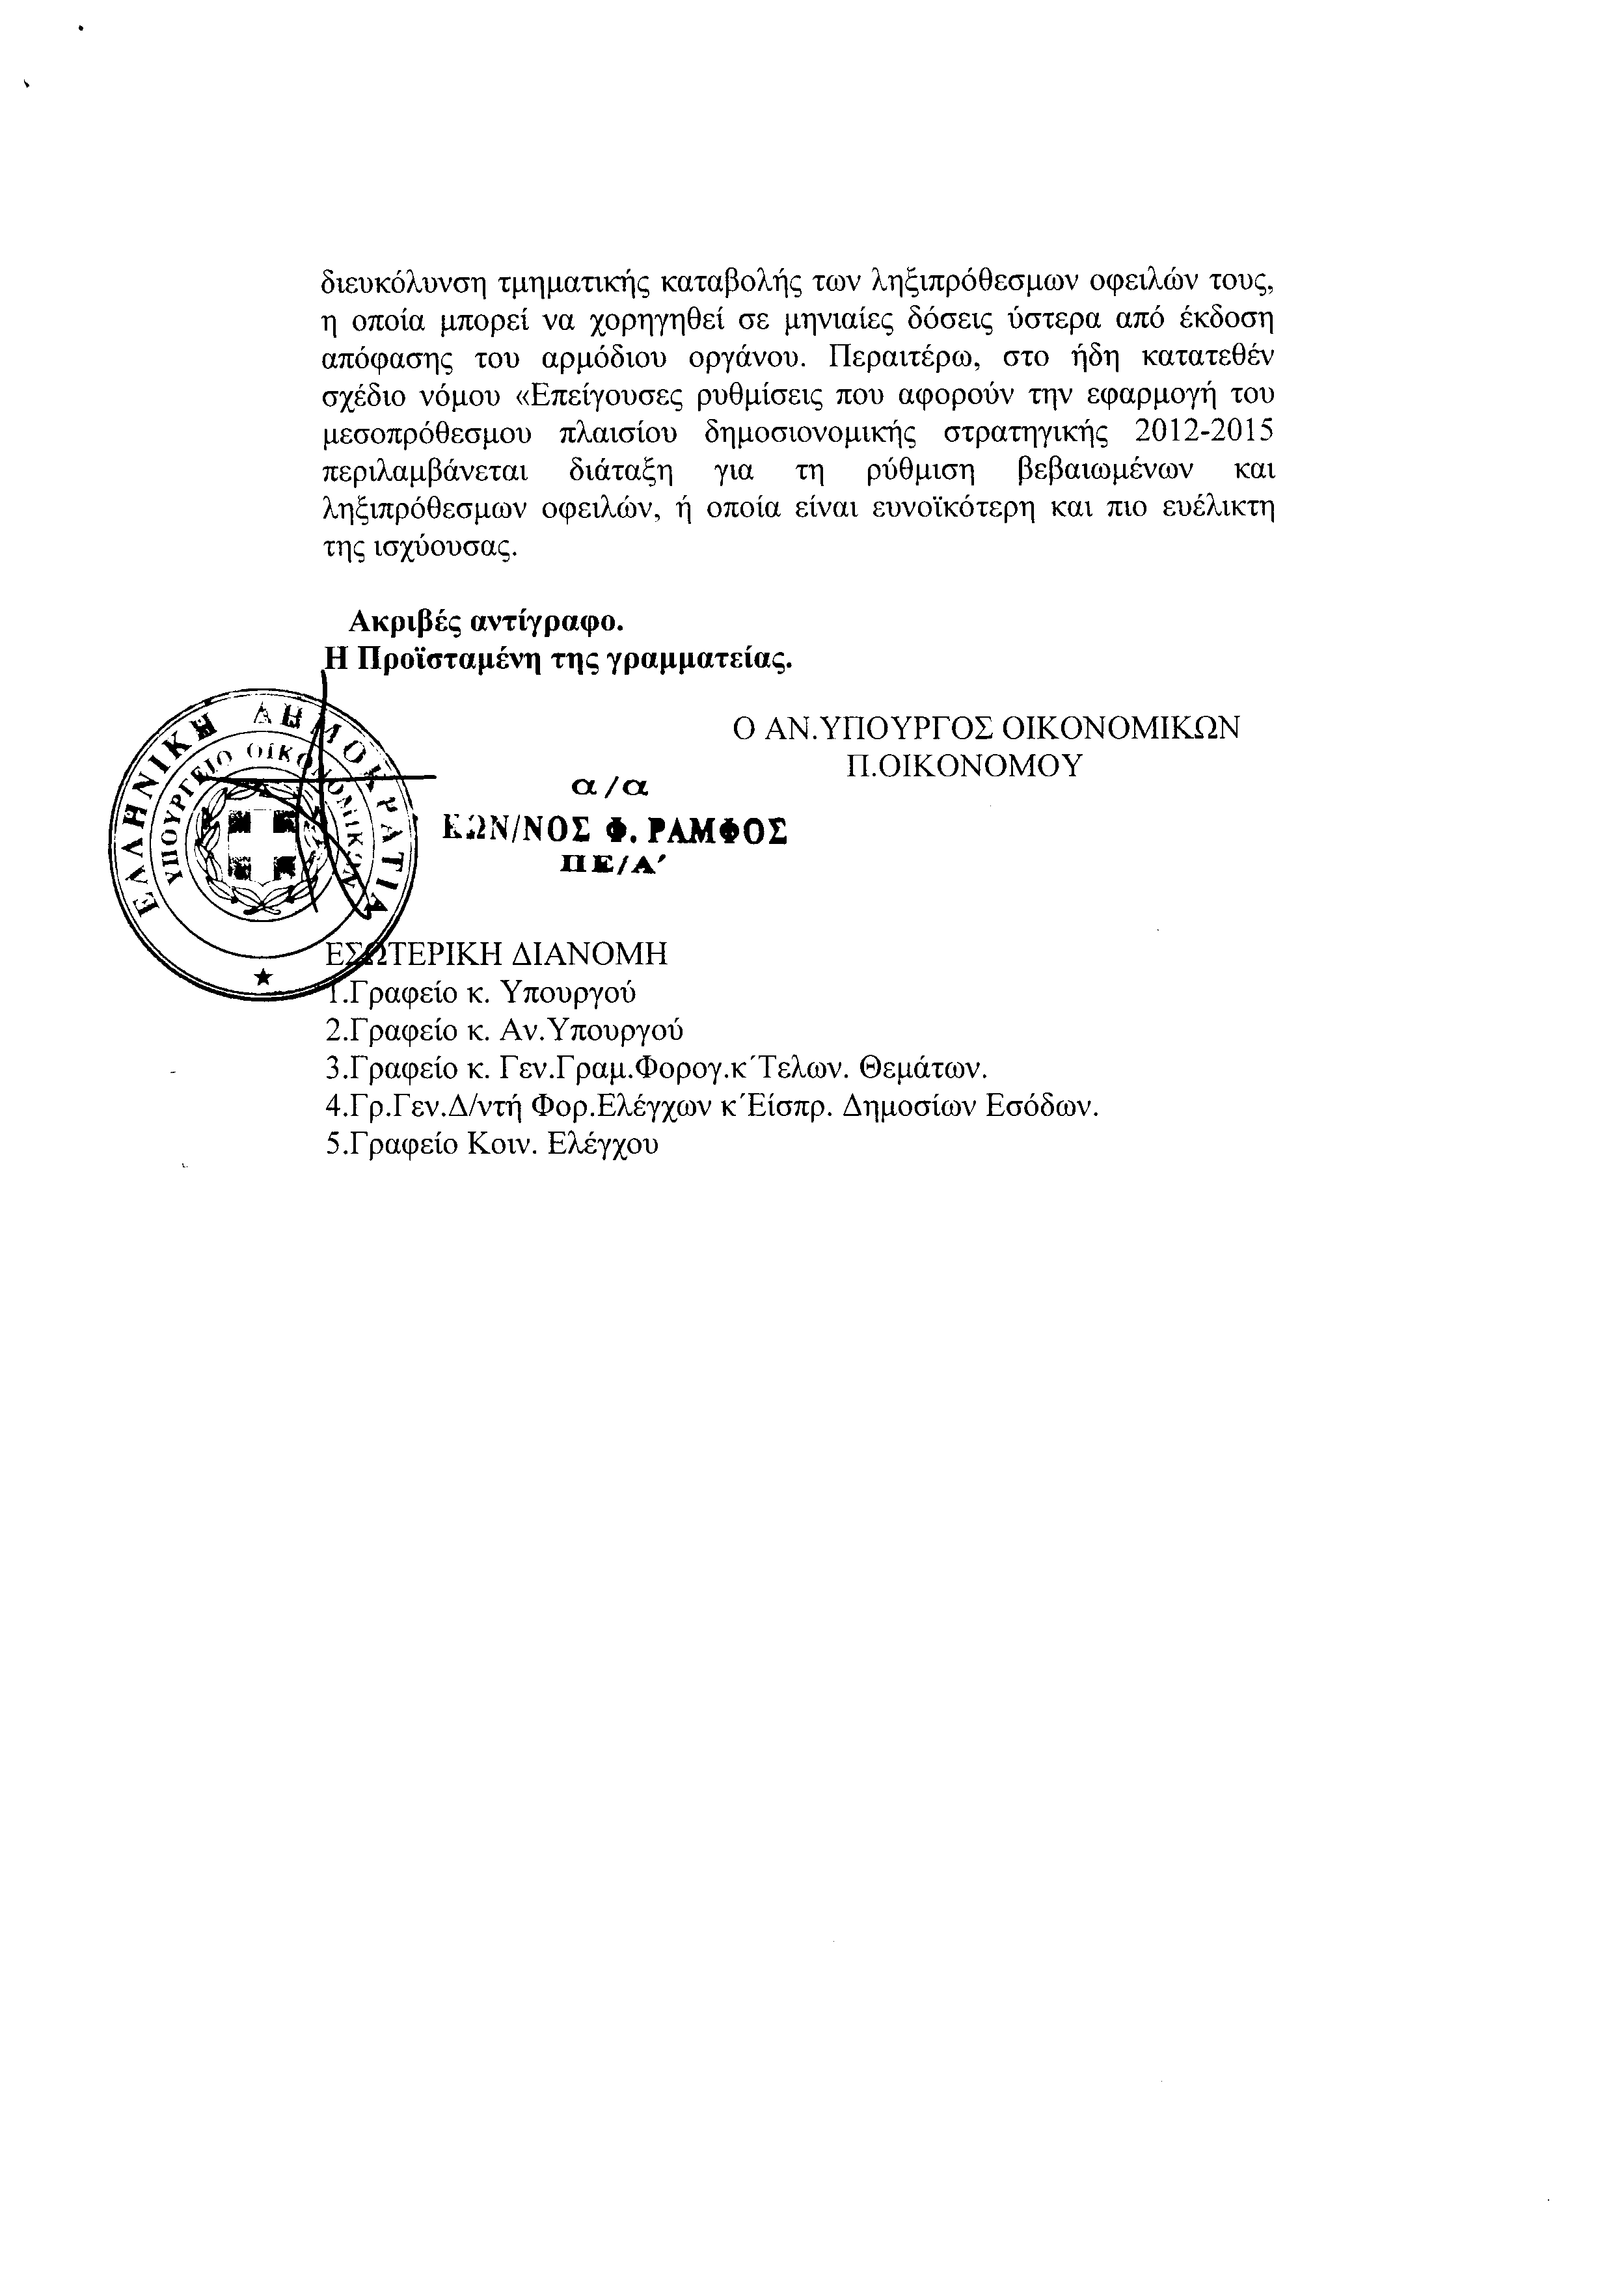 διευκόλυνση τμηματικής καταβολής των ληξιπρόθεσμων οφειλών τους,
η οποία μπορεί να χορηγηθεί σε μηνιαίες δόσεις ύστερα από έκδοση
απόφασης του αρμόδιου οργάνου. Περαιτέρω, στο ήδη κατατεθέν
σχέδιο νόμου «Επείγουσες ρυθμίσεις που αφορούν την εφαρμογή του
μεσοπρόθεσμου πλαισίου δημοσιονομικής στρατηγικής 2012-2015
περιλαμβάνεται διάταξη για τη ρύθμιση βεβαιωμένων και
ληξιπρόθεσμων οφειλών, ή οποία είναι ευνοϊκότερη και πιο ευέλικτη
της ισχύουσας.
Ακριβές αντίγραφο.
Η Προϊσταμένη της γραμματείας.
ΕΛΛΗΝΙΚΗ ΔΗΜΟΚΡΑΤΙΑ
ΥΠΟΥΡΓΕΙΟ ΟΙΚΟΝΟΜΙΚΩΝ
Ο ΑΝ.ΥΠΟΥΡΓΟΣ ΟΙΚΟΝΟΜΙΚΩΝ
Π.ΟΙΚΟΝΟΜΟΥ
α/α
ΚΩΝ/ΝΟΣ Φ. ΡΑΜΦΟΣ
ΠΕ/Α΄
ΕΣΩΤΕΡΙΚΗ ΔΙΑΝΟΜΗ
1.Γραφείο κ. Υπουργού
2.Γραφείο κ. Αν.Υπουργού
3.Γραφείο κ. Γεν.Γραμ.Φορογ.κ΄Τελων. Θεμάτων.
4.Γρ.Γεν.Δ/ντή Φορ.Ελέγχων κ΄Είσπρ. Δημοσίων Εσόδων.
5.Γραφείο Κοιν. Ελέγχου